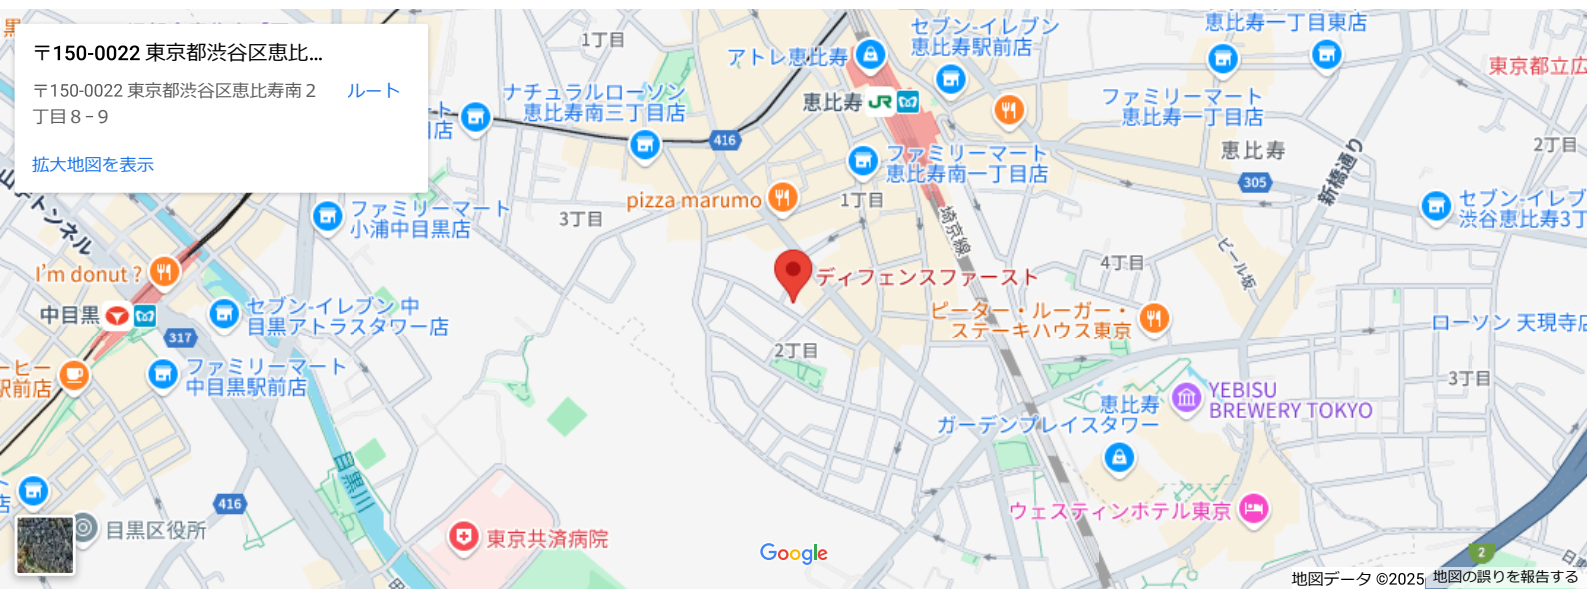 〒150-0022 東京都渋谷区恵比...
〒150-0022 東京都渋谷区恵比寿南２
丁目８−９
ルート
拡大地図を表示
1丁目
アトレ恵比寿
セブン-イレブン
恵比寿駅前店
恵比寿一丁目東店
東京都立広
ナチュラルローソン
恵比寿南三丁目店
416
恵比寿
JR
ファミリーマート
恵比寿一丁目店
ファミリーマート
恵比寿南一丁目店
恵比寿
2丁目
305
新橋通り
セブン-イレブ
渋谷恵比寿3丁
pizza marumo
1丁目
3丁目
ファミリーマート
小浦中目黒店
トンネル
埼京線
ビール坂
4丁目
I'm donut ?
ディフェンスファースト
中目黒
セブン-イレブン 中
目黒アトラスタワー店
317
ピーター・ルーガー・
ステーキハウス東京
ローソン 天現寺店
2丁目
ーヒー
駅前店
ファミリーマート
中目黒駅前店
3丁目
YEBISU
BREWERY TOKYO
恵比寿
ガーデンプレイスタワー
目黒川
416
目黒区役所
東京共済病院
ウェスティンホテル東京
Google
2
地図データ ©2025
地図の誤りを報告する